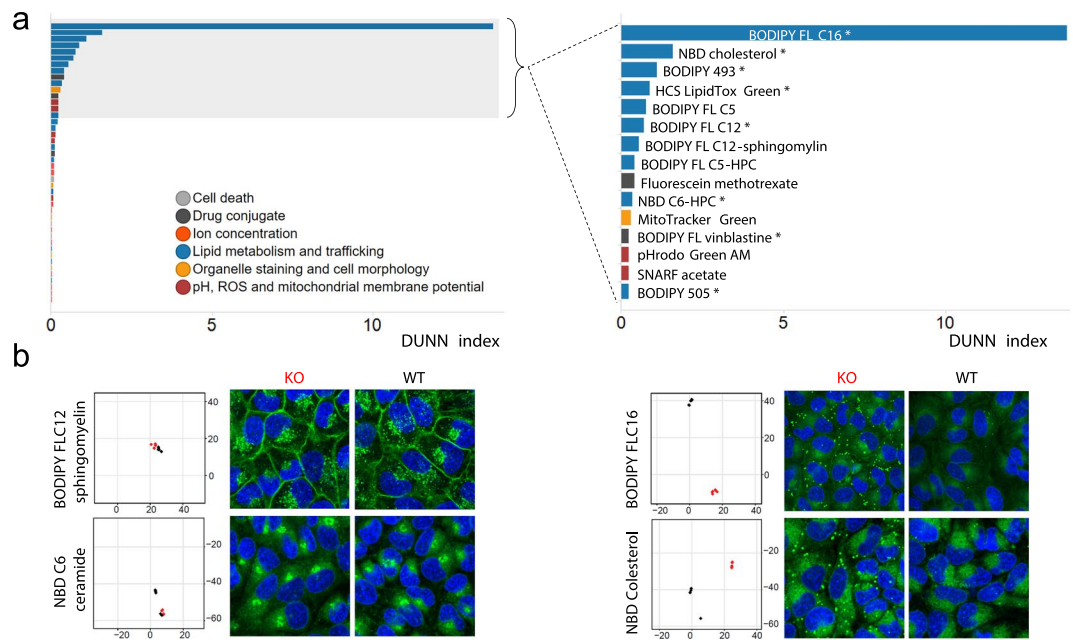 a
Cell death
Drug conjugate
Ion concentration
Lipid metabolism and trafficking
Organelle staining and cell morphology
pH, ROS and mitochondrial membrane potential
0 5 10
DUNN index
BODIPY FL C16 *
NBD cholesterol *
BODIPY 493 *
HCS LipidTox Green *
BODIPY FL C5
BODIPY FL C12 *
BODIPY FL C12-sphingomylin
BODIPY FL C5-HPC
Fluorescein methotrexate
NBD C6-HPC *
MitoTracker Green
BODIPY FL vinblastine *
pHrodo Green AM
SNARF acetate
BODIPY 505 *
0 5 10
DUNN index
b
KO WT
BODIPY FLC12
sphingomyelin
40
20
0
0 20 40
NBD C6
ceramide
−20
−40
−60
−20 0 20
KO WT
BODIPY FLC16
40
20
0
−20 0 20 40
NBD Colesterol
−20
−40
−60
−20 0 20 40